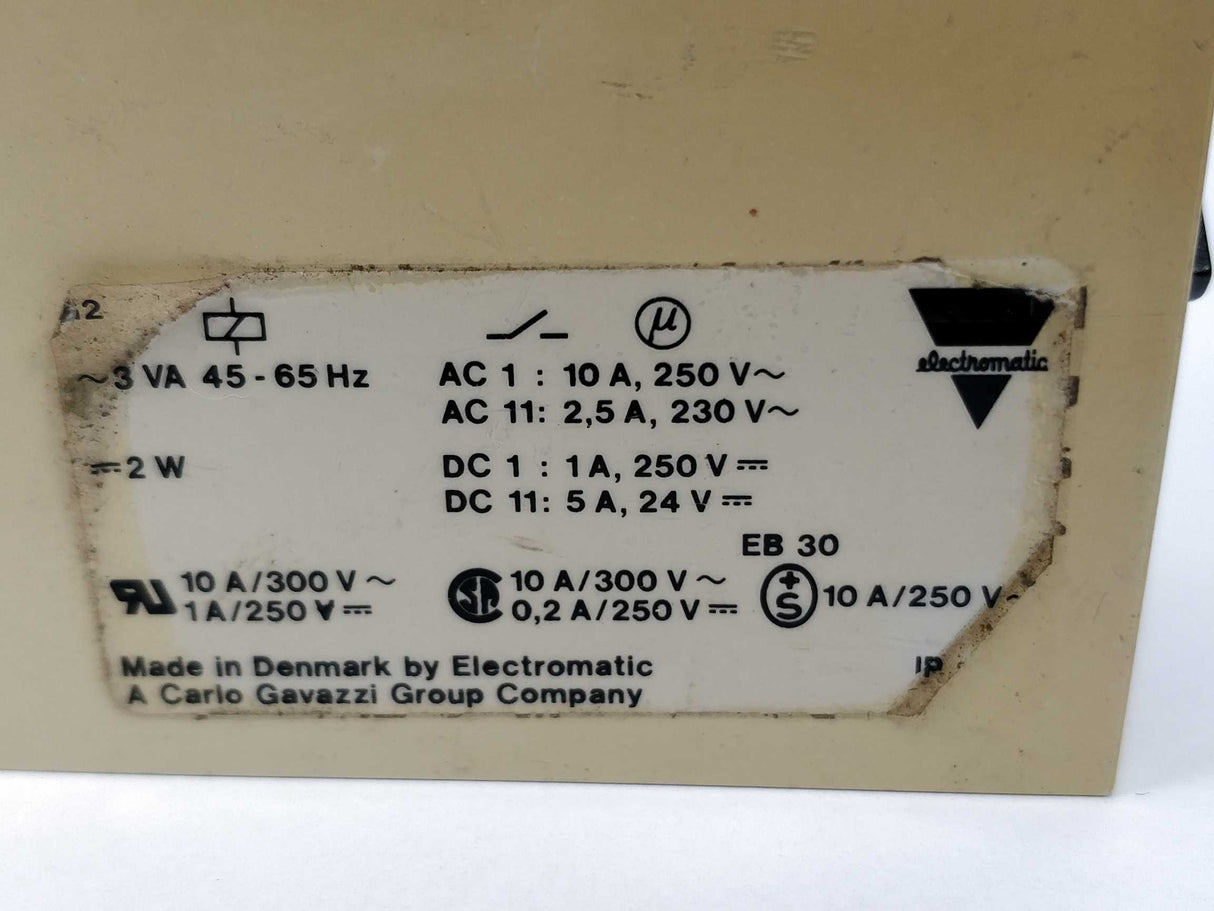 electromatic
~3 VA 45-65 Hz
AC 1 : 10 A, 250 V~
AC 11: 2,5 A, 230 V~
⎓2 W
DC 1 : 1 A, 250 V⎓
DC 11: 5 A, 24 V⎓
EB 30
10 A/300 V~
1 A/250 V⎓
10 A/300 V~
0,2 A/250 V⎓
+S
10 A/250 V~
Made in Denmark by Electromatic
A Carlo Gavazzi Group Company
IP